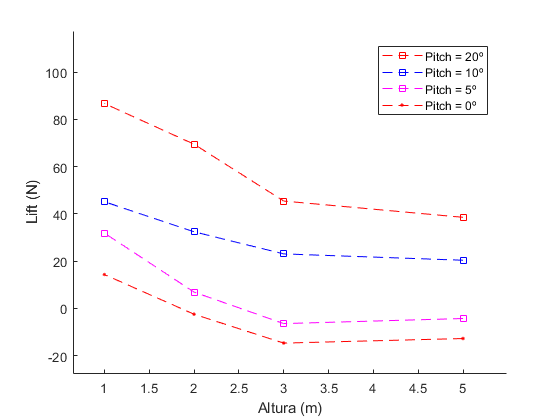 Pitch = 20º
Pitch = 10º
Pitch = 5º
Pitch = 0º
100
80
60
40
20
0
-20
Lift (N)
1 1.5 2 2.5 3 3.5 4 4.5 5
Altura (m)